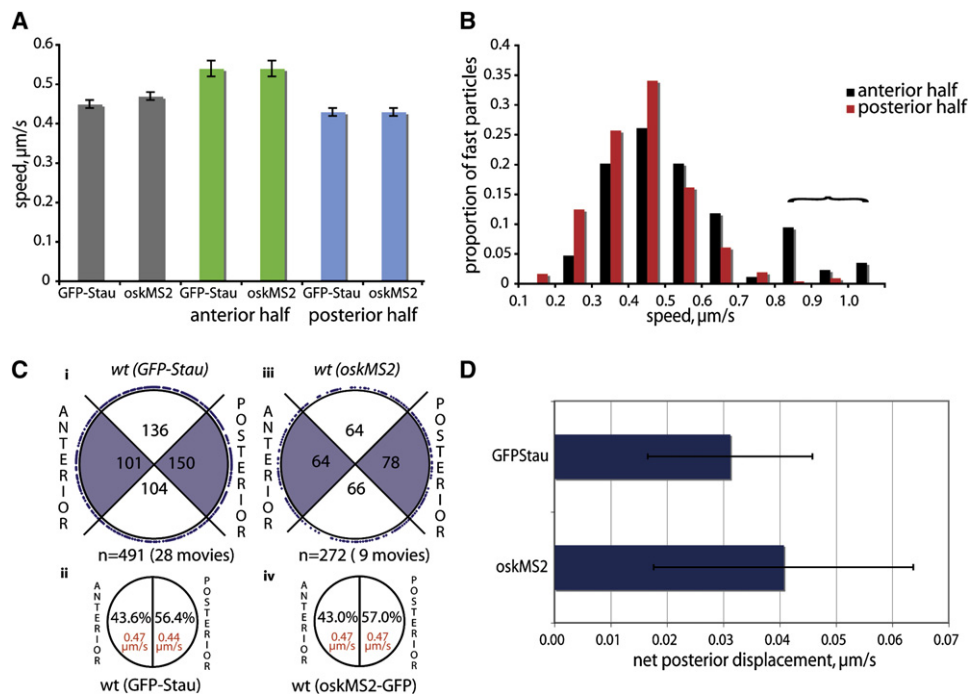 A
speed, μm/s
0.6
0.5
0.4
0.3
0.2
0.1
0
GFP-Stau oskMS2 GFP-Stau oskMS2 GFP-Stau oskMS2
anterior half posterior half
B
proportion of fast particles
0.4
0.35
0.3
0.25
0.2
0.15
0.1
0.05
0
0.1 0.2 0.3 0.4 0.5 0.6 0.7 0.8 0.9 1.0
speed, μm/s
anterior half
posterior half
C
i
wt (GFP-Stau)
ANTERIOR
POSTERIOR
136
101 150
104
n=491 (28 movies)
iii
wt (oskMS2)
ANTERIOR
POSTERIOR
64
64 78
66
n=272 ( 9 movies)
ii
ANTERIOR
POSTERIOR
43.6% 56.4%
0.47 0.44
μm/s μm/s
wt (GFP-Stau)
iv
ANTERIOR
POSTERIOR
43.0% 57.0%
0.47 0.47
μm/s μm/s
wt (oskMS2-GFP)
D
GFPStau
oskMS2
0.00 0.01 0.02 0.03 0.04 0.05 0.06 0.07
net posterior displacement, μm/s